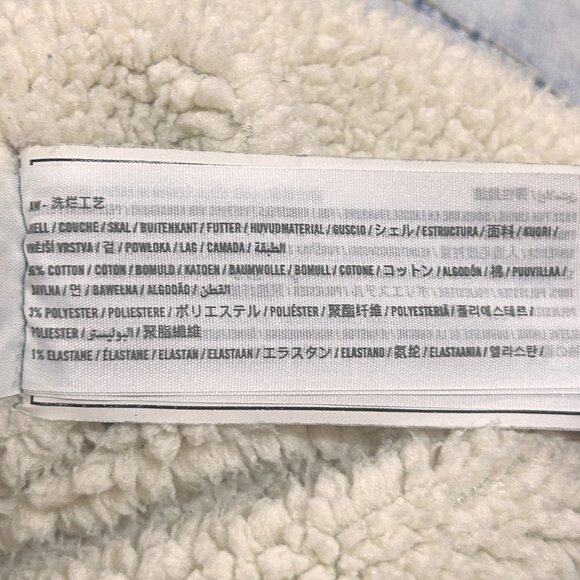 AW - 洗烂工艺
HELL / COUCHE / SKAL / BUITENKANT / FUTTER / HUVUDMATERIAL / GUSCIO / シェル / ESTRUCTURA / 面料 / KUORI /
VRSTVA / 겉 / POWŁOKA / LAG / CAMADA / الطبقة /
6% COTTON / COTON / BOMULD / KATOEN / BAUMWOLLE / BOMULL / COTONE / コットン / ALGODÓN / 棉 / PUUVILLAA /
BAVLNA / 면 / BAWEŁNA / ALGODÃO / القطن /
3% POLYESTER / POLIESTERE / ポリエステル / POLIÉSTER / 聚酯纤维 / POLYESTERIÄ / 폴리에스테르 /
POLIESTER / البوليستر / 聚脂纖維
1% ELASTANE / ÉLASTANE / ELASTAN / ELASTAAN / エラスタン / ELASTANO / 氨纶 / ELASTAANIA / 엘라스탄 /